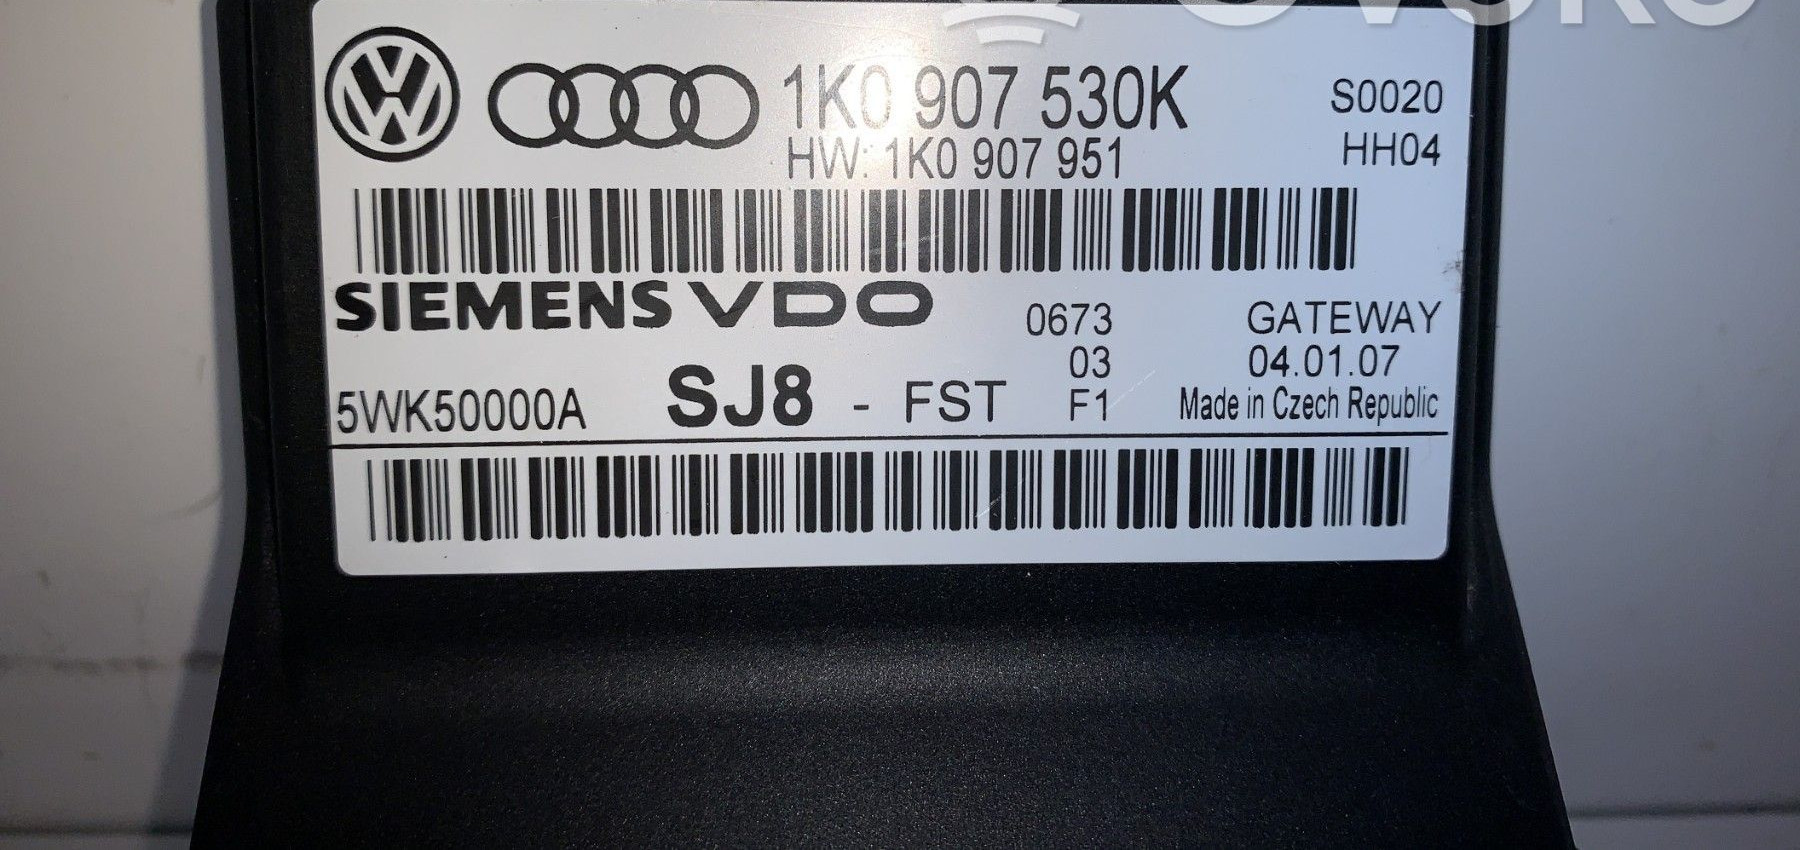 1K0 907 530K
S0020
HW: 1K0 907 951
HH04
SIEMENS VDO
0673
GATEWAY
03
04.01.07
5WK50000A
SJ8 - FST
F1
Made in Czech Republic